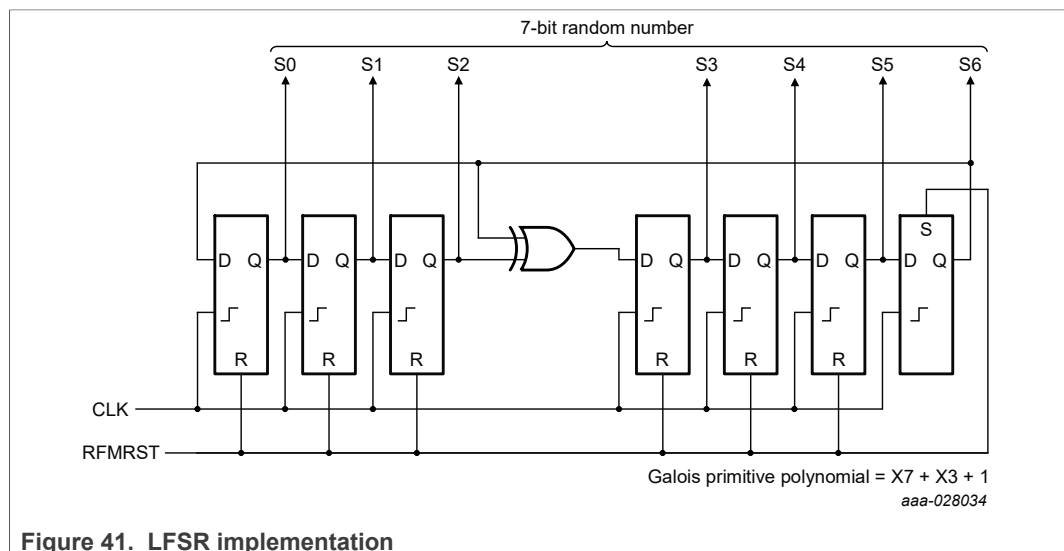 7-bit random number
S0 S1 S2 S3 S4 S5 S6
S
D Q D Q D Q D Q D Q D Q D Q
R R R R R R
CLK
RFMRST
Galois primitive polynomial = X7 + X3 + 1
aaa-028034
Figure 41. LFSR implementation